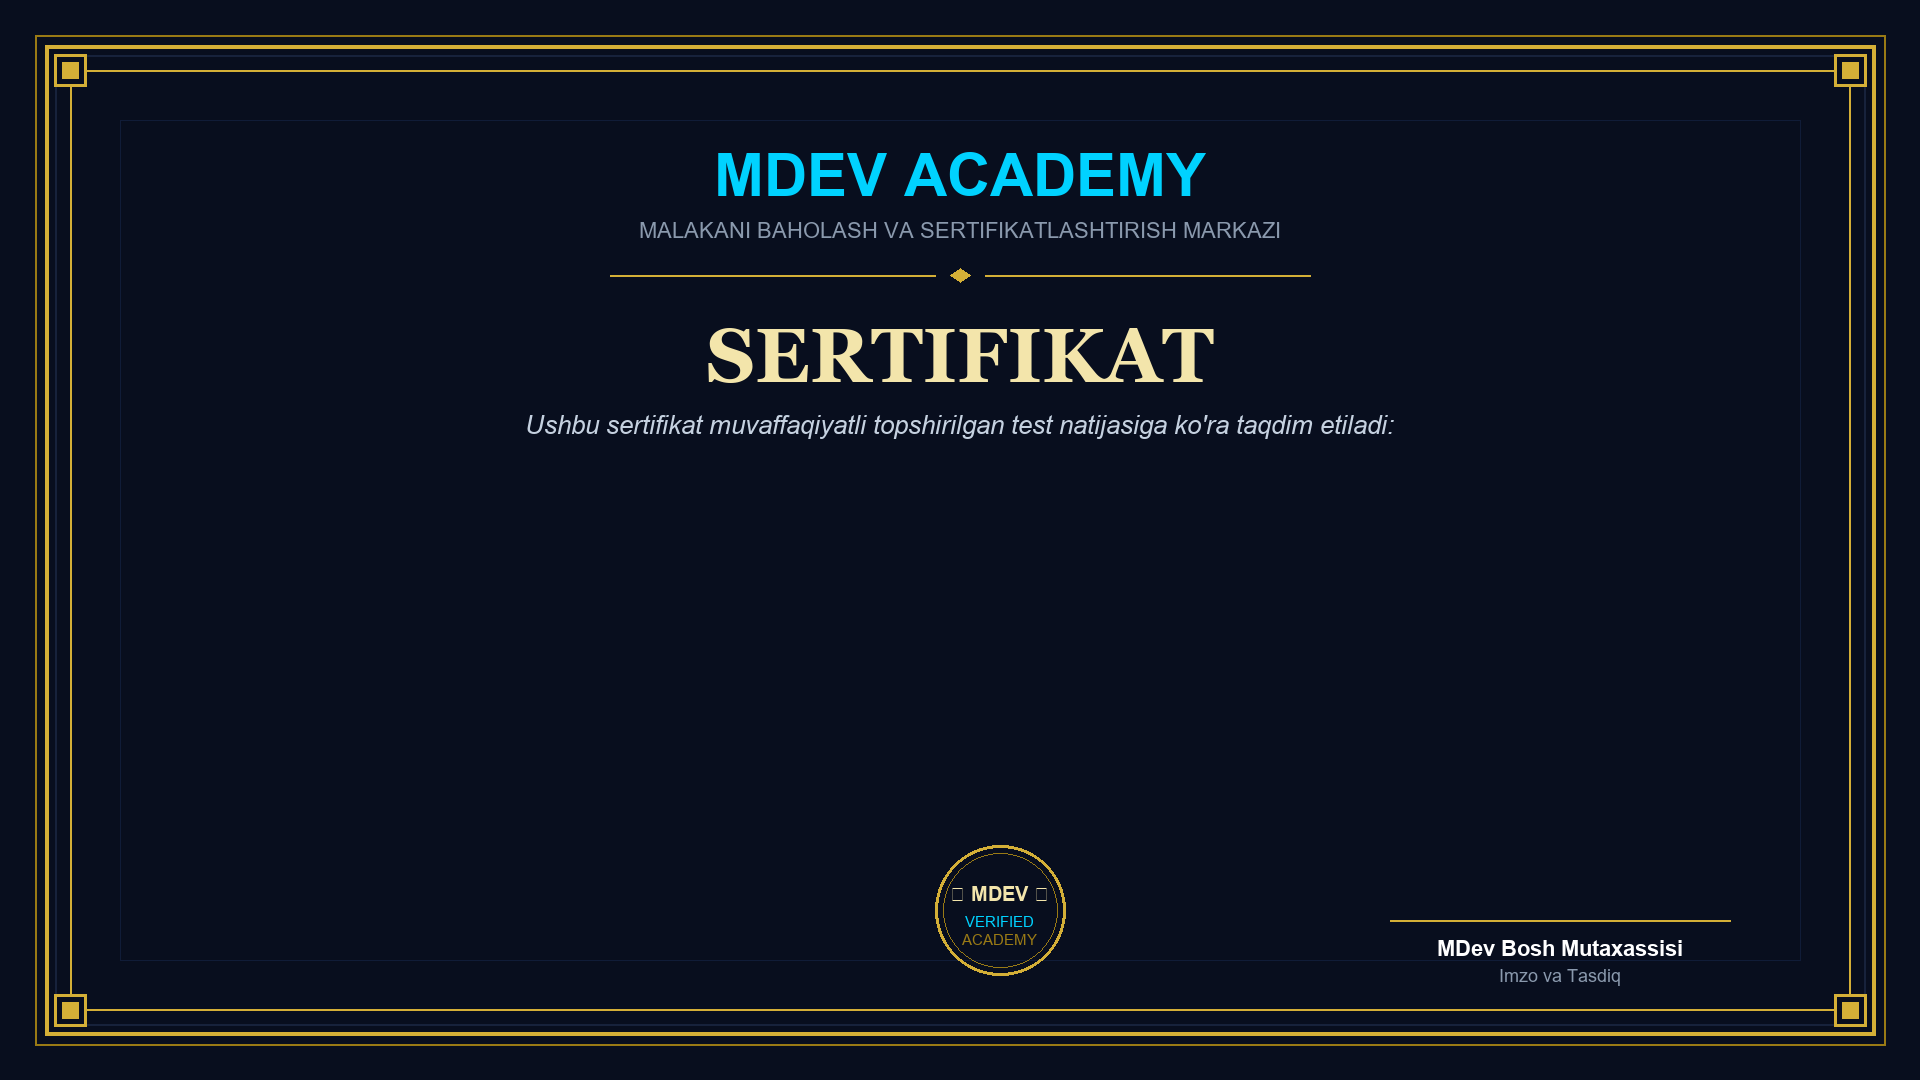 MDEV ACADEMY
MALAKANI BAHOLASH VA SERTIFIKATLASHTIRISH MARKAZI
SERTIFIKAT
Ushbu sertifikat muvaffaqiyatli topshirilgan test natijasiga ko'ra taqdim etiladi:
MDEV
VERIFIED
ACADEMY
MDev Bosh Mutaxassisi
Imzo va Tasdiq